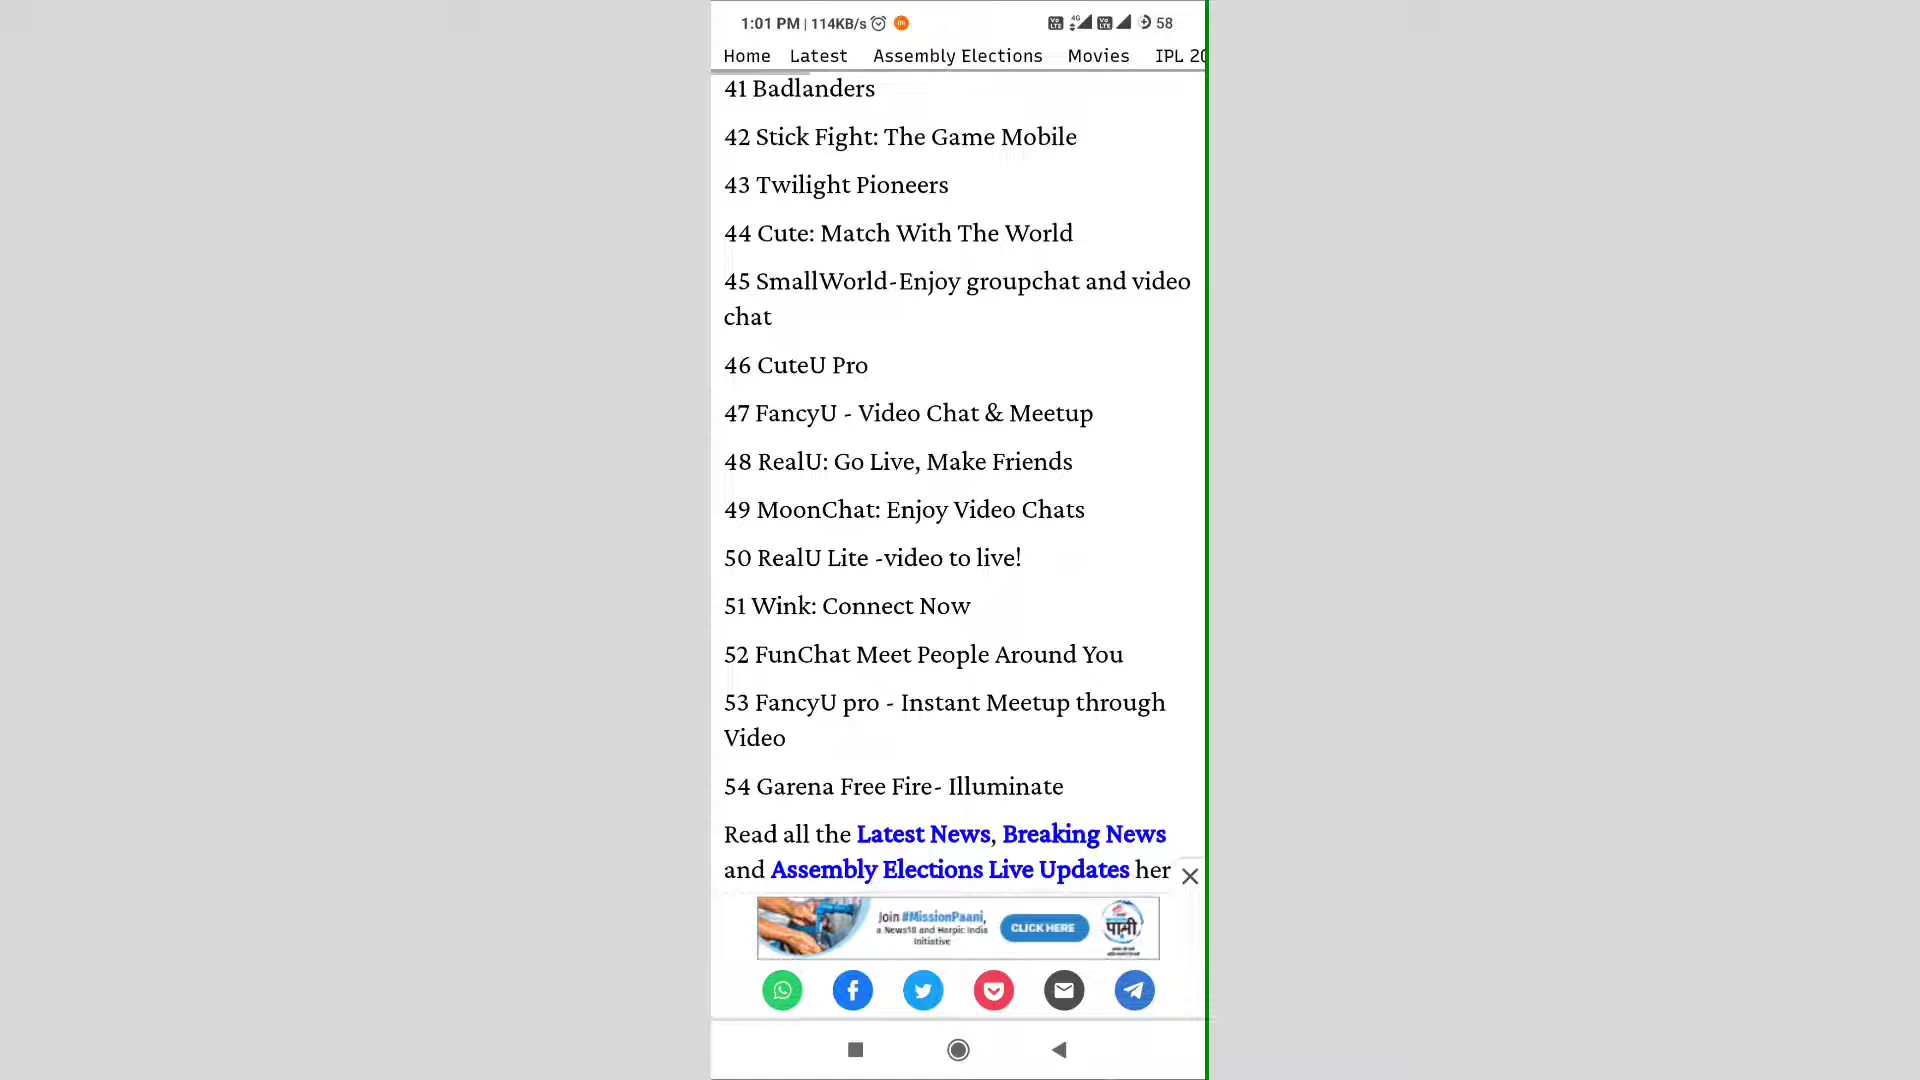 1:01 PM | 114KB/s 4G 58
Home Latest Assembly Elections Movies IPL 20
41 Badlanders
42 Stick Fight: The Game Mobile
43 Twilight Pioneers
44 Cute: Match With The World
45 SmallWorld-Enjoy groupchat and video
chat
46 CuteU Pro
47 FancyU - Video Chat & Meetup
48 RealU: Go Live, Make Friends
49 MoonChat: Enjoy Video Chats
50 RealU Lite -video to live!
51 Wink: Connect Now
52 FunChat Meet People Around You
53 FancyU pro - Instant Meetup through
Video
54 Garena Free Fire- Illuminate
Read all the Latest News, Breaking News
and Assembly Elections Live Updates her
Join #MissionPaani,
a News18 and Harpic India
Initiative
CLICK HERE
पानी